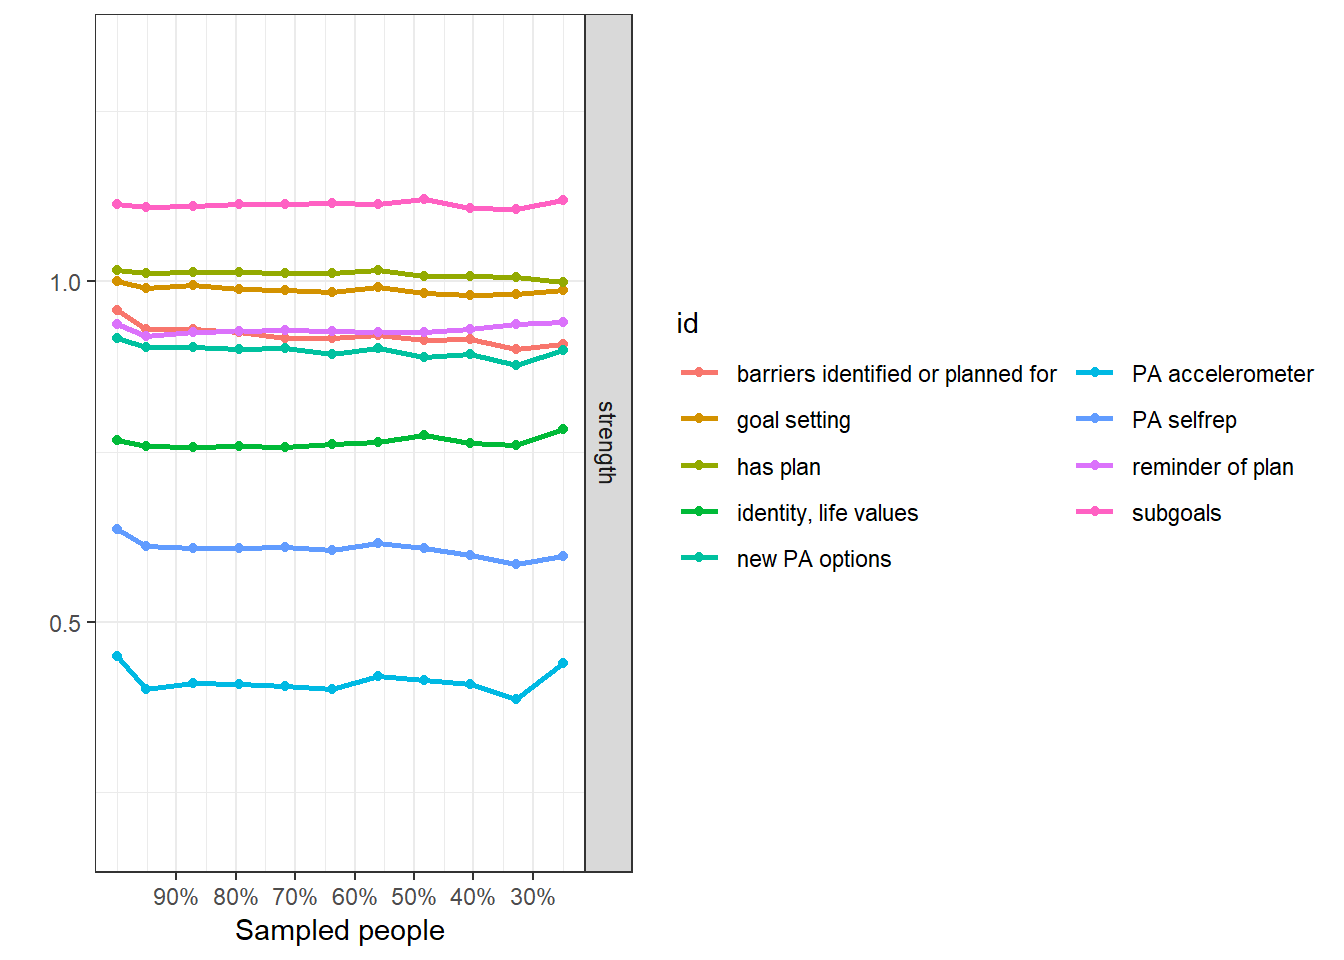 1.0
0.5
90% 80% 70% 60% 50% 40% 30%
Sampled people
strength
id
barriers identified or planned for
goal setting
has plan
identity, life values
new PA options
PA accelerometer
PA selfrep
reminder of plan
subgoals